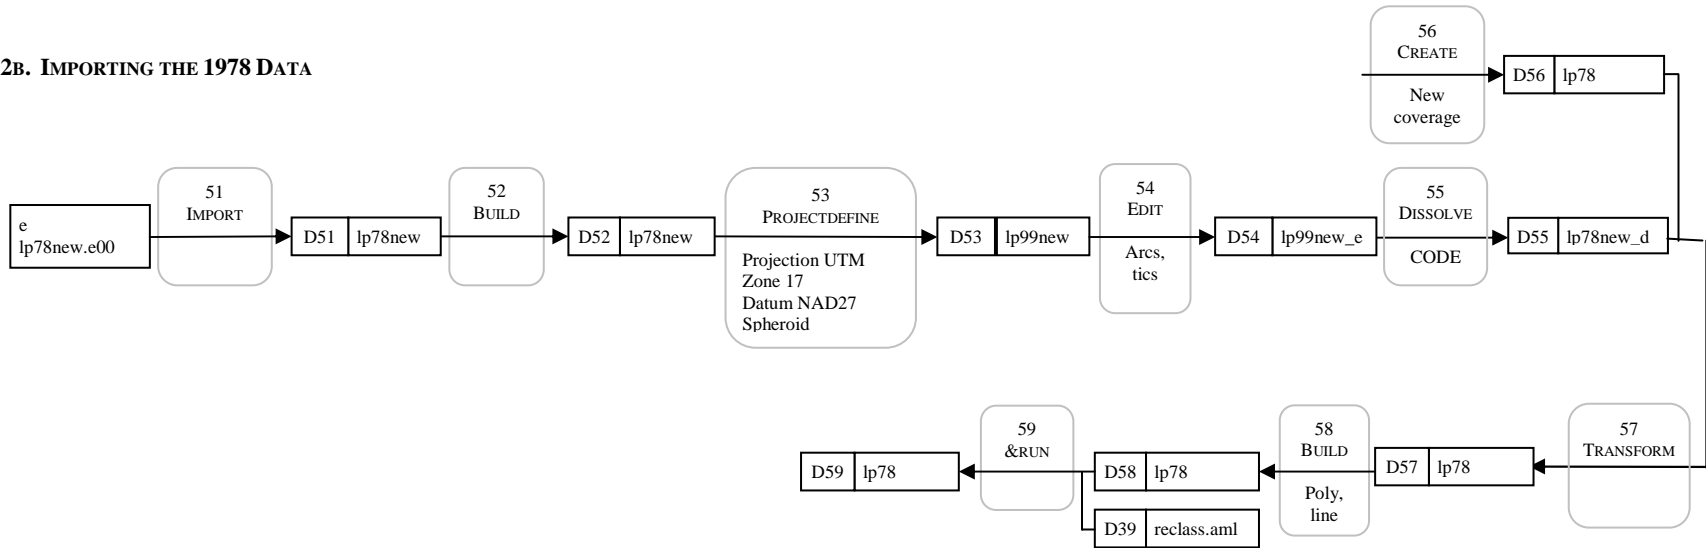 2B. IMPORTING THE 1978 DATA
56
CREATE
New
coverage
D56 lp78
e
lp78new.e00
51
IMPORT
D51 lp78new
52
BUILD
D52 lp78new
53
PROJECTDEFINE
Projection UTM
Zone 17
Datum NAD27
Spheroid
D53 lp99new
54
EDIT
Arcs,
tics
D54 lp99new_e
55
DISSOLVE
CODE
D55 lp78new_d
57
TRANSFORM
D57 lp78
58
BUILD
Poly,
line
D58 lp78
D39 reclass.aml
59
&RUN
D59 lp78